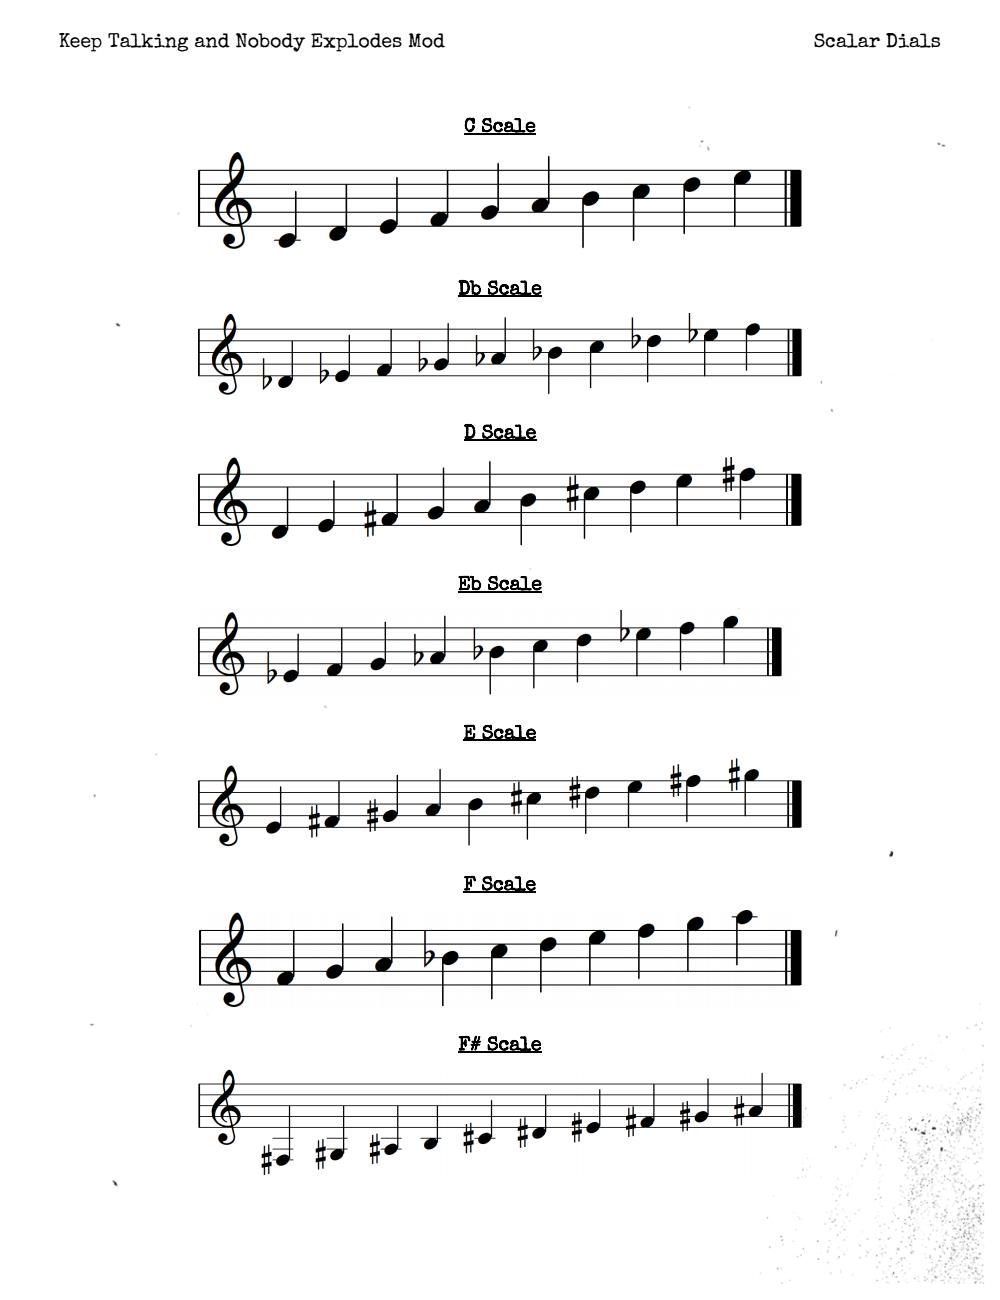 Keep Talking and Nobody Explodes Mod
Scalar Dials
C Scale
Db Scale
D Scale
Eb Scale
E Scale
F Scale
F# Scale